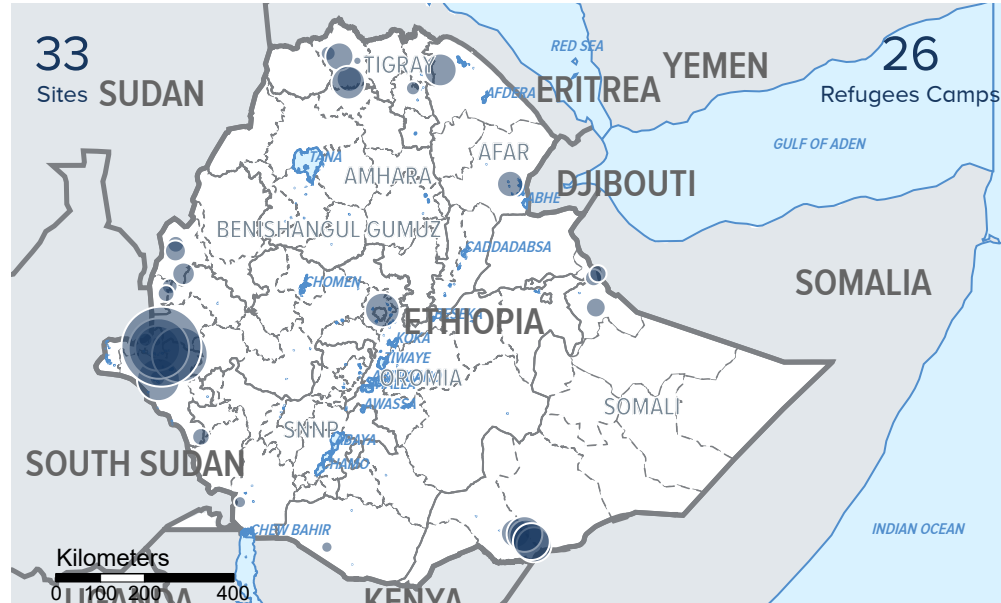 33
Sites
SUDAN
RED SEA
YEMEN
26
Refugees Camps
TIGRAY
AFDERA
ERITREA
GULF OF ADEN
TANA
AMHARA
AFAR
DJIBOUTI
ABHE
BENISHANGUL GUMUZ
GADDADABSA
CHOMEN
SOMALIA
ETHIOPIA
KOKA
ZIWAYE
OROMIA
AWASSA
SOMALI
SNNP
ABAYA
CHAMO
SOUTH SUDAN
CHEW BAHIR
INDIAN OCEAN
Kilometers
0 100 200 400
UGANDA
KENYA